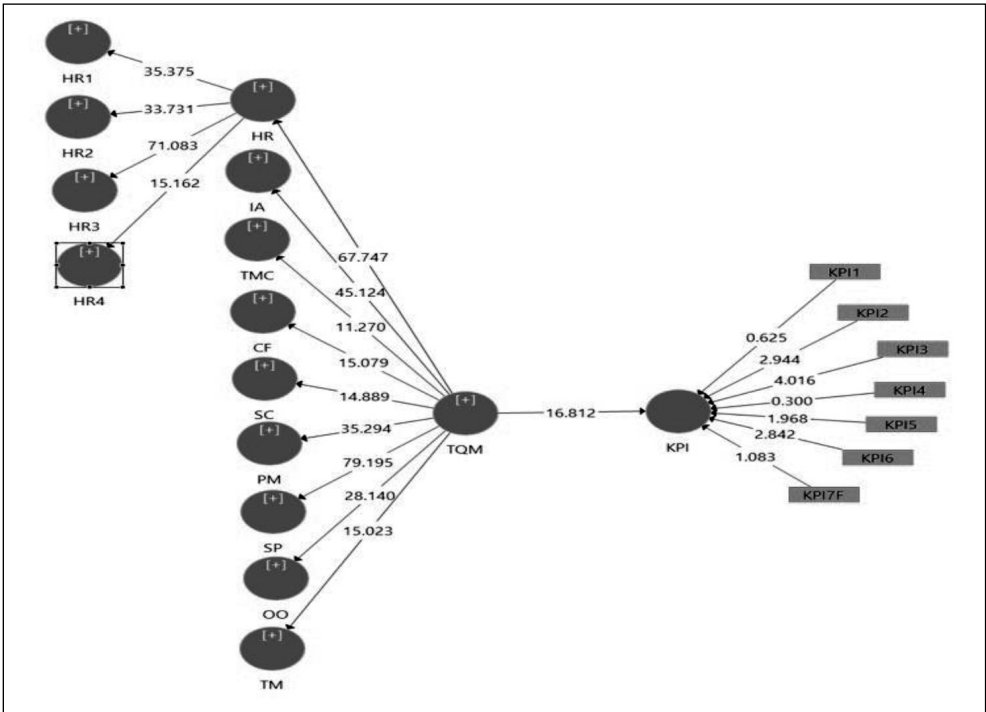 [+]
HR1
[+]
HR2
[+]
HR3
[+]
HR4
35.375
33.731
71.083
15.162
[+]
HR
[+]
IA
[+]
TMC
[+]
CF
[+]
SC
[+]
PM
[+]
SP
[+]
OO
[+]
TM
67.747
45.124
11.270
15.079
14.889
35.294
79.195
28.140
15.023
[+]
TQM
16.812
KPI
0.625
2.944
4.016
0.300
1.968
2.842
1.083
KPI1
KPI2
KPI3
KPI4
KPI5
KPI6
KPI7F